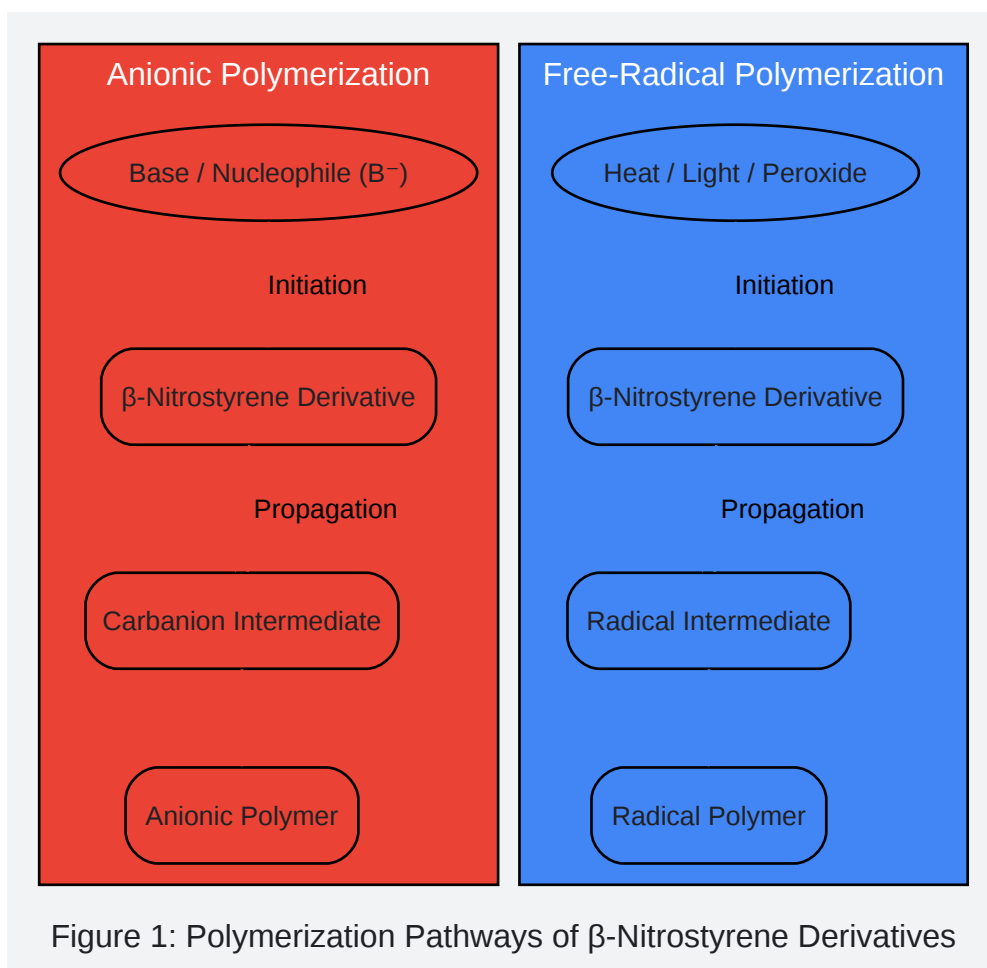 Anionic Polymerization
Base / Nucleophile (B⁻)
Initiation
β-Nitrostyrene Derivative
Propagation
Carbanion Intermediate
Anionic Polymer
Free-Radical Polymerization
Heat / Light / Peroxide
Initiation
β-Nitrostyrene Derivative
Propagation
Radical Intermediate
Radical Polymer
Figure 1: Polymerization Pathways of β-Nitrostyrene Derivatives